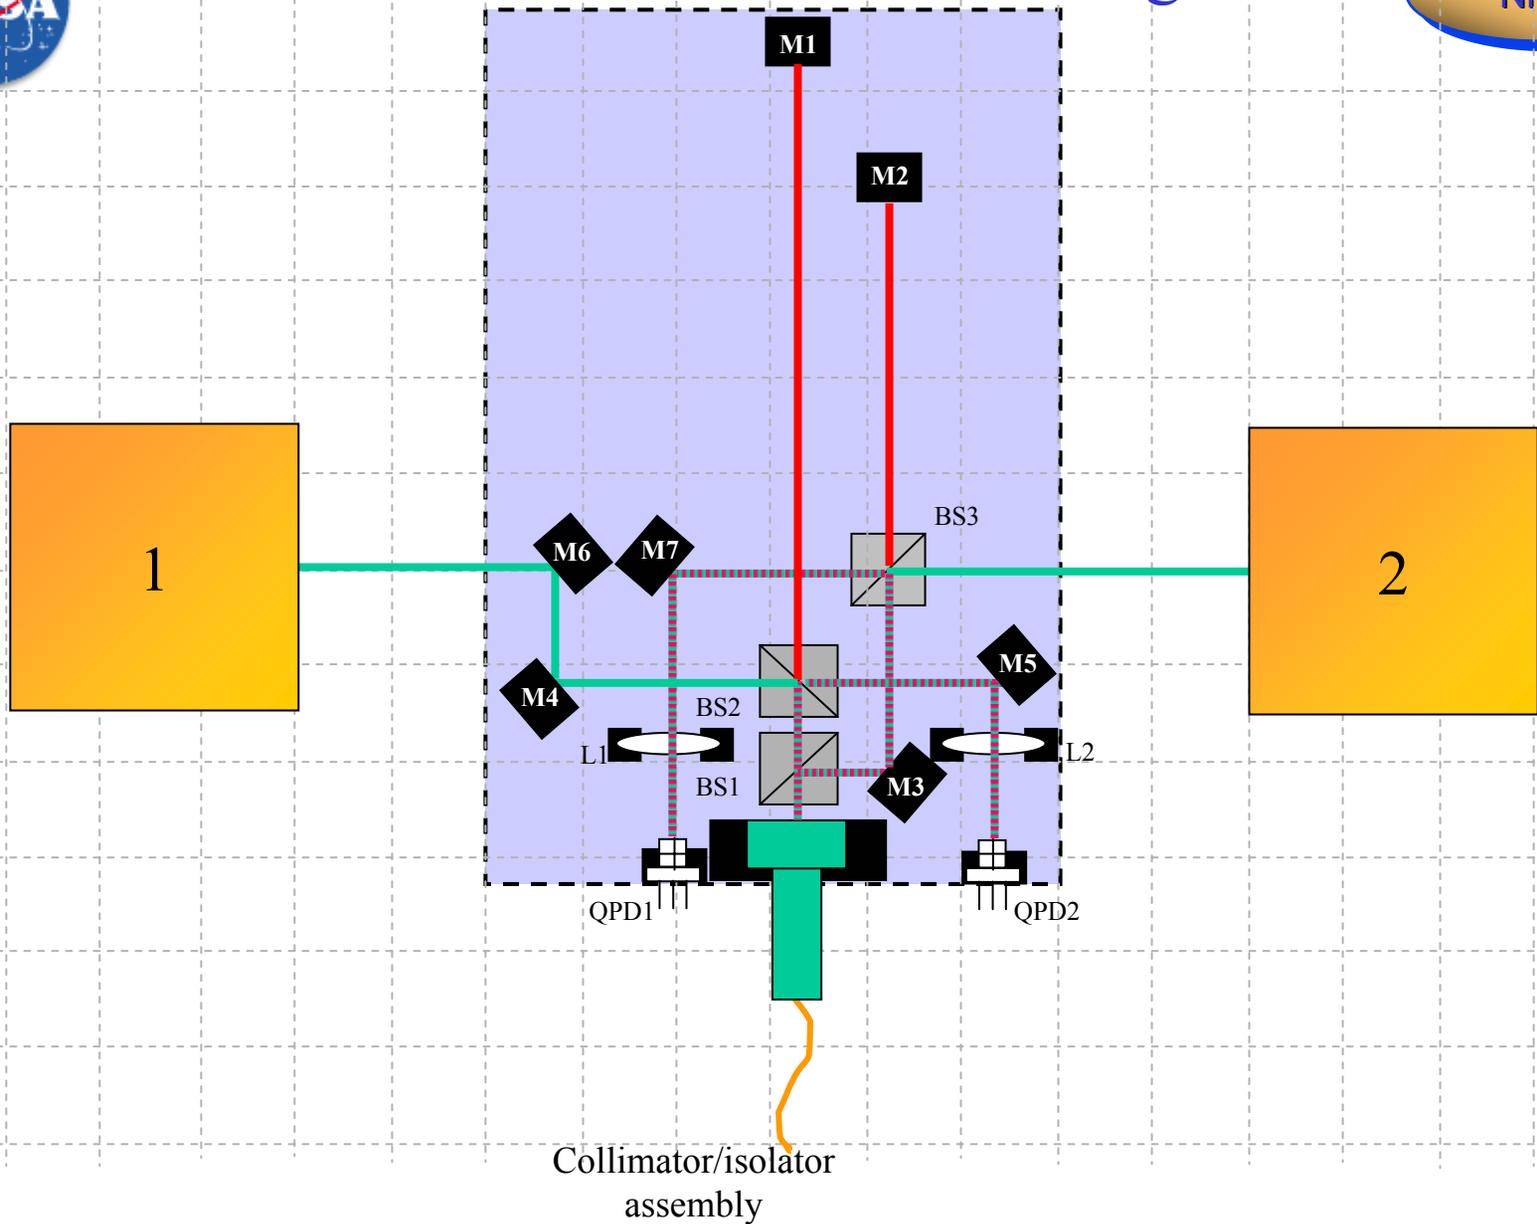 M1
M2
BS3
M6
M7
1
2
M5
M4
BS2
L1
L2
BS1
M3
QPD1
QPD2
Collimator/isolator
assembly